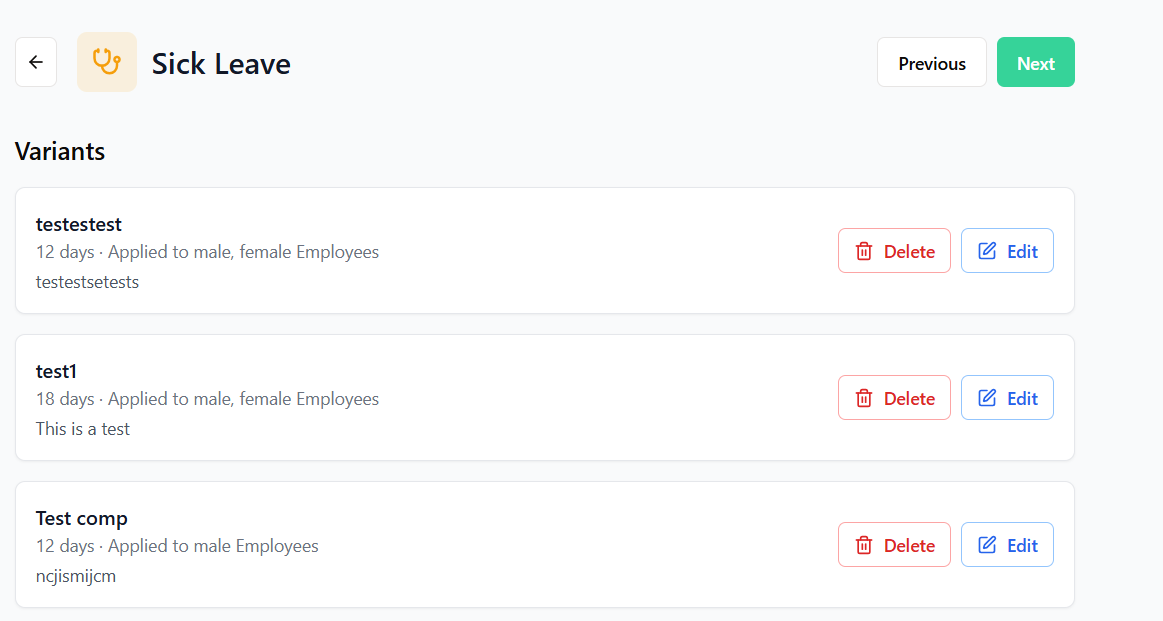 Sick Leave
Previous
Next
Variants
testestest
12 days · Applied to male, female Employees
testestsetests
Delete
Edit
test1
18 days · Applied to male, female Employees
This is a test
Delete
Edit
Test comp
12 days · Applied to male Employees
ncjismijcm
Delete
Edit